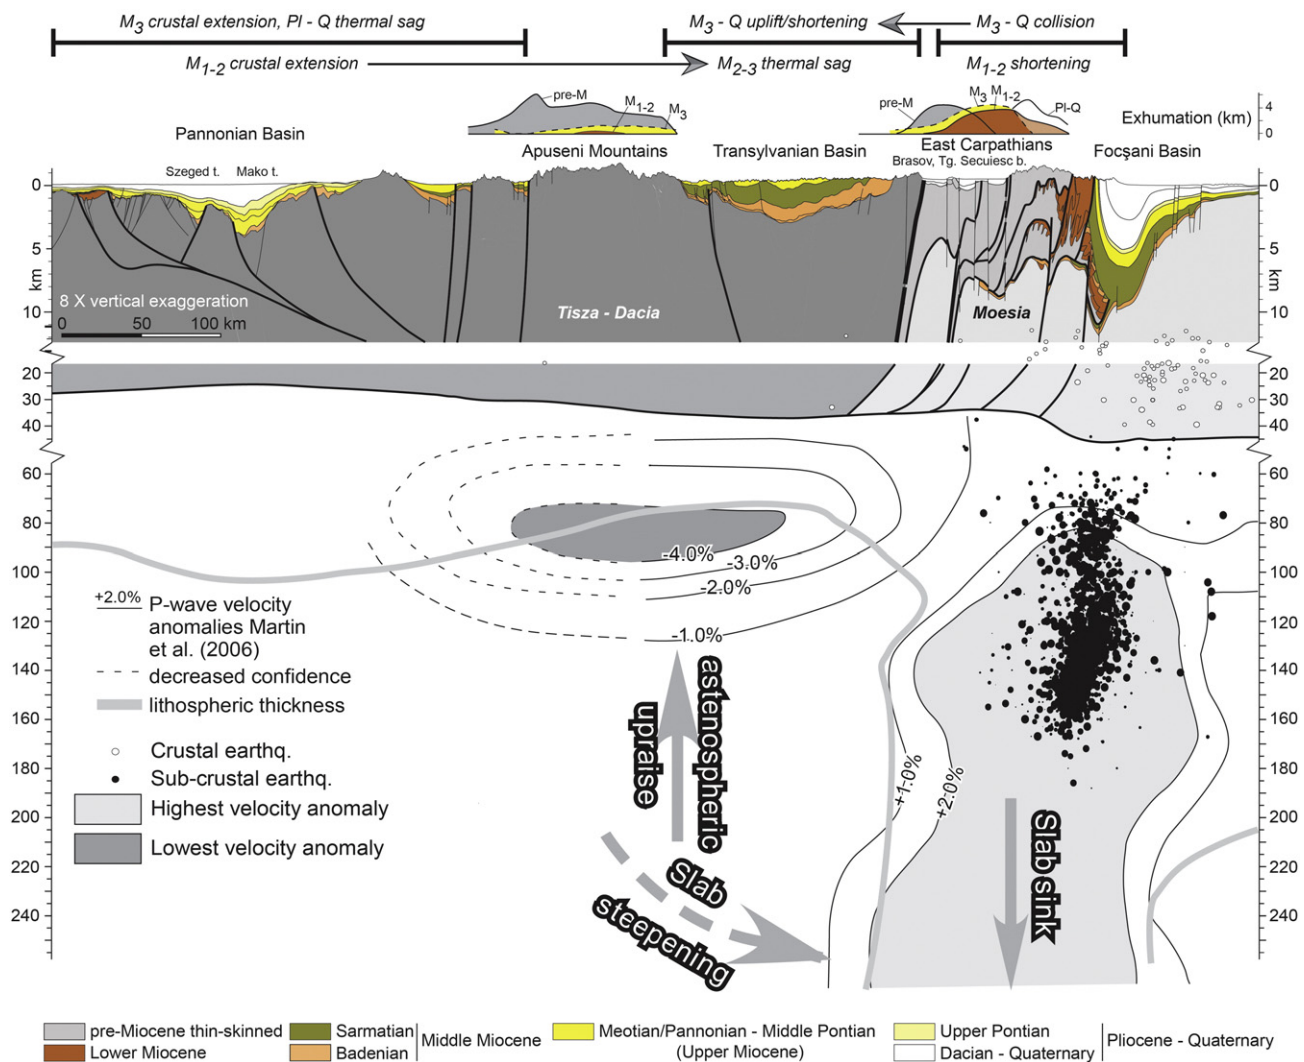 M3 crustal extension, Pl - Q thermal sag
M3 - Q uplift/shortening
M3 - Q collision
M1-2 crustal extension
M2-3 thermal sag
M1-2 shortening
pre-M
M1-2
M3
pre-M
M3
M1-2
Pl-Q
4
0
Exhumation (km)
Pannonian Basin
Apuseni Mountains
Transylvanian Basin
East Carpathians
Focşani Basin
Szeged t.
Mako t.
Brasov, Tg. Secuiesc b.
0
5
km
10
0
5
km
10
8 X vertical exaggeration
0 50 100 km
Tisza - Dacia
Moesia
20
30
40
20
30
40
60
80
100
120
140
160
180
200
220
240
60
80
100
120
140
160
180
200
220
240
-4.0%
-3.0%
-2.0%
-1.0%
+1.0%
+2.0%
astenospheric
upraise
Slab
steepening
Slab sink
+2.0%
P-wave velocity
anomalies Martin
et al. (2006)
decreased confidence
lithospheric thickness
Crustal earthq.
Sub-crustal earthq.
Highest velocity anomaly
Lowest velocity anomaly
pre-Miocene thin-skinned
Lower Miocene
Sarmatian
Badenian
Middle Miocene
Meotian/Pannonian - Middle Pontian
(Upper Miocene)
Upper Pontian
Dacian - Quaternary
Pliocene - Quaternary